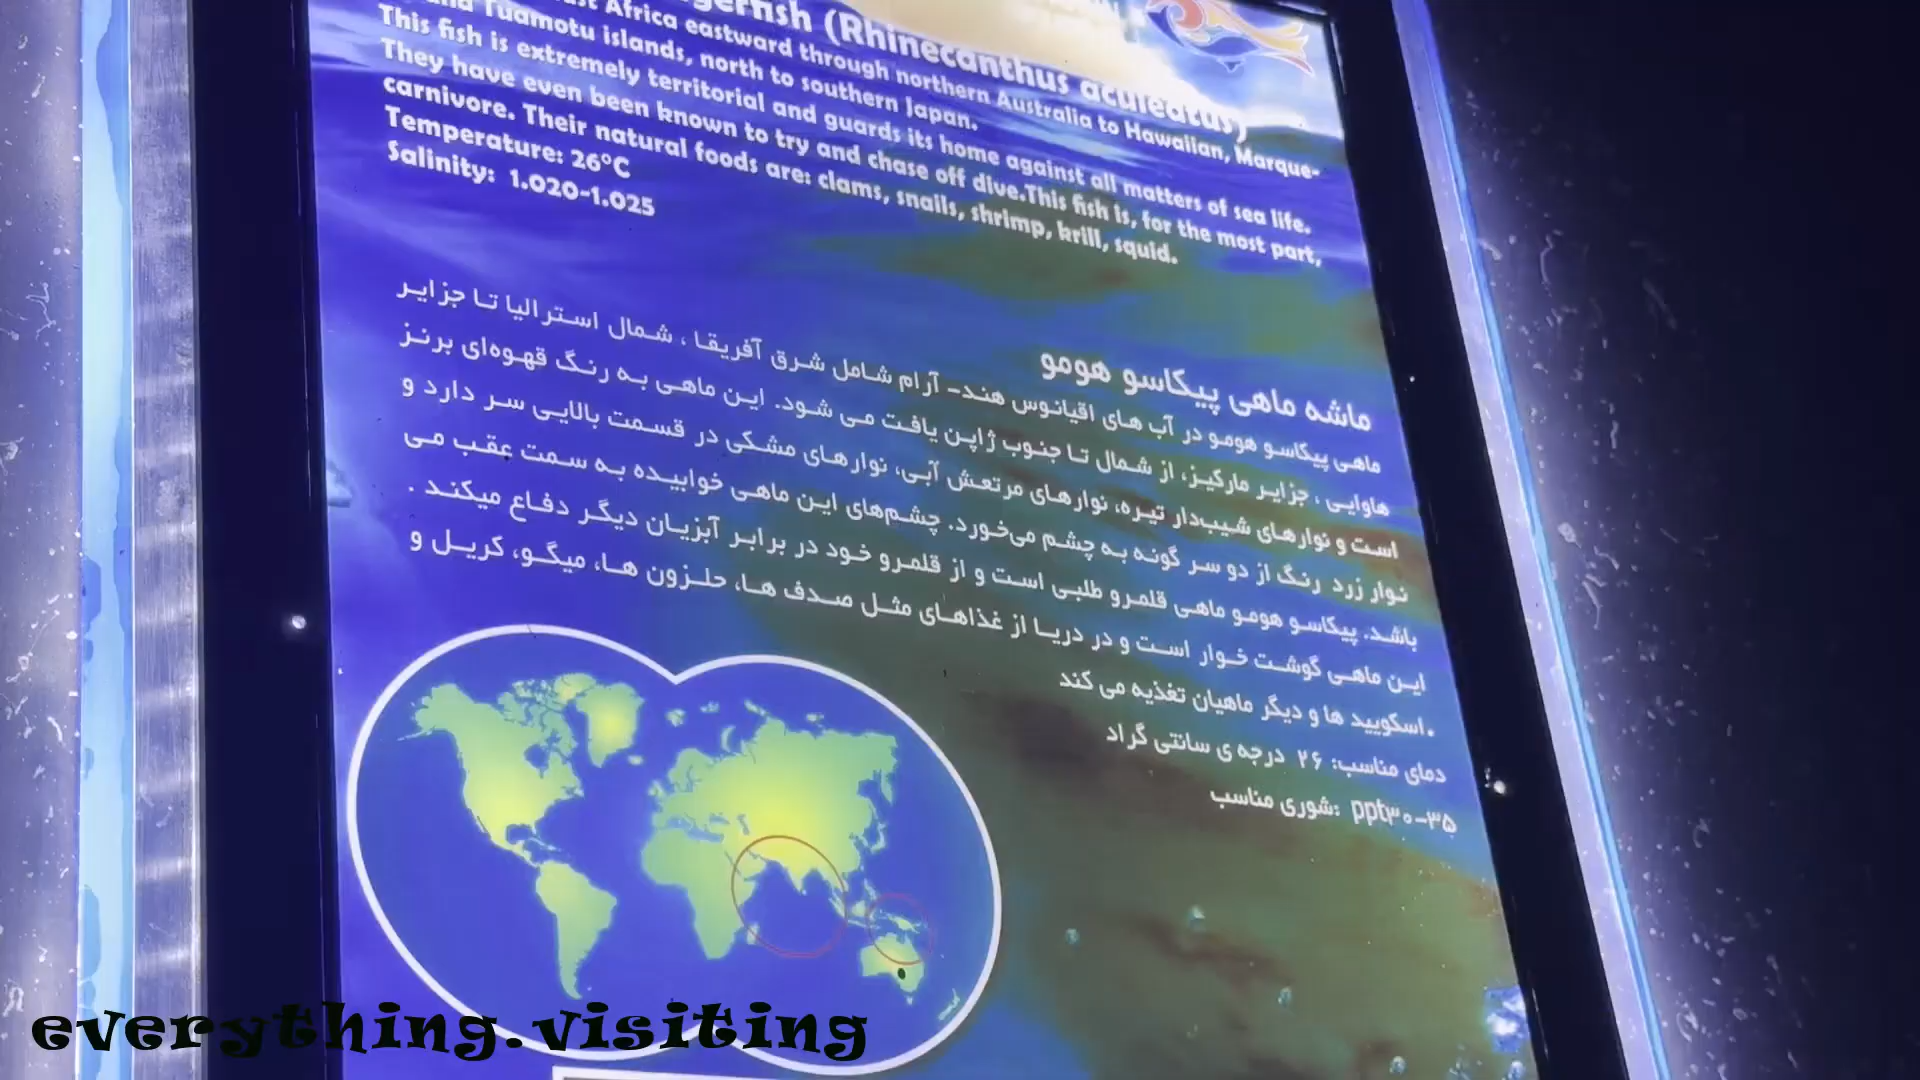 (Rhinecanthus aculeatus)
Africa eastward through northern Australia to Hawaiian, Marque-
Tuamotu islands, north to southern Japan.
This fish is extremely territorial and guards its home against all matters of sea life.
They have even been known to try and chase off dive.This fish is, for the most part,
carnivore. Their natural foods are: clams, snails, shrimp, krill, squid.
Temperature: 26°C
Salinity: 1.020-1.025
ماشه ماهی پیکاسو هومو
ماهی پیکاسو هومو در آب های اقیانوس هند- آرام شامل شرق آفریقا ، شمال استرالیا تا جزایر
هاوایی ، جزایر مارکیز، از شمال تا جنوب ژاپن یافت می شود. این ماهی به رنگ قهوه‌ای برنز
است و نوارهای شیب‌دار تیره، نوارهای مرتعش آبی، نوارهای مشکی در قسمت بالایی سر دارد و
نوار زرد رنگ از دو سر گونه به چشم می‌خورد. چشم‌های این ماهی خوابیده به سمت عقب می
باشد. پیکاسو هومو ماهی قلمرو طلبی است و از قلمرو خود در برابر آبزیان دیگر دفاع میکند .
این ماهی گوشت خوار است و در دریا از غذاهای مثل صدف ها، حلزون ها، میگو، کریل و
.اسکویید ها و دیگر ماهیان تغذیه می کند
دمای مناسب: ۲۶ درجه ی سانتی گراد
ppt۳۰-۳۵ :شوری مناسب
everything.visiting